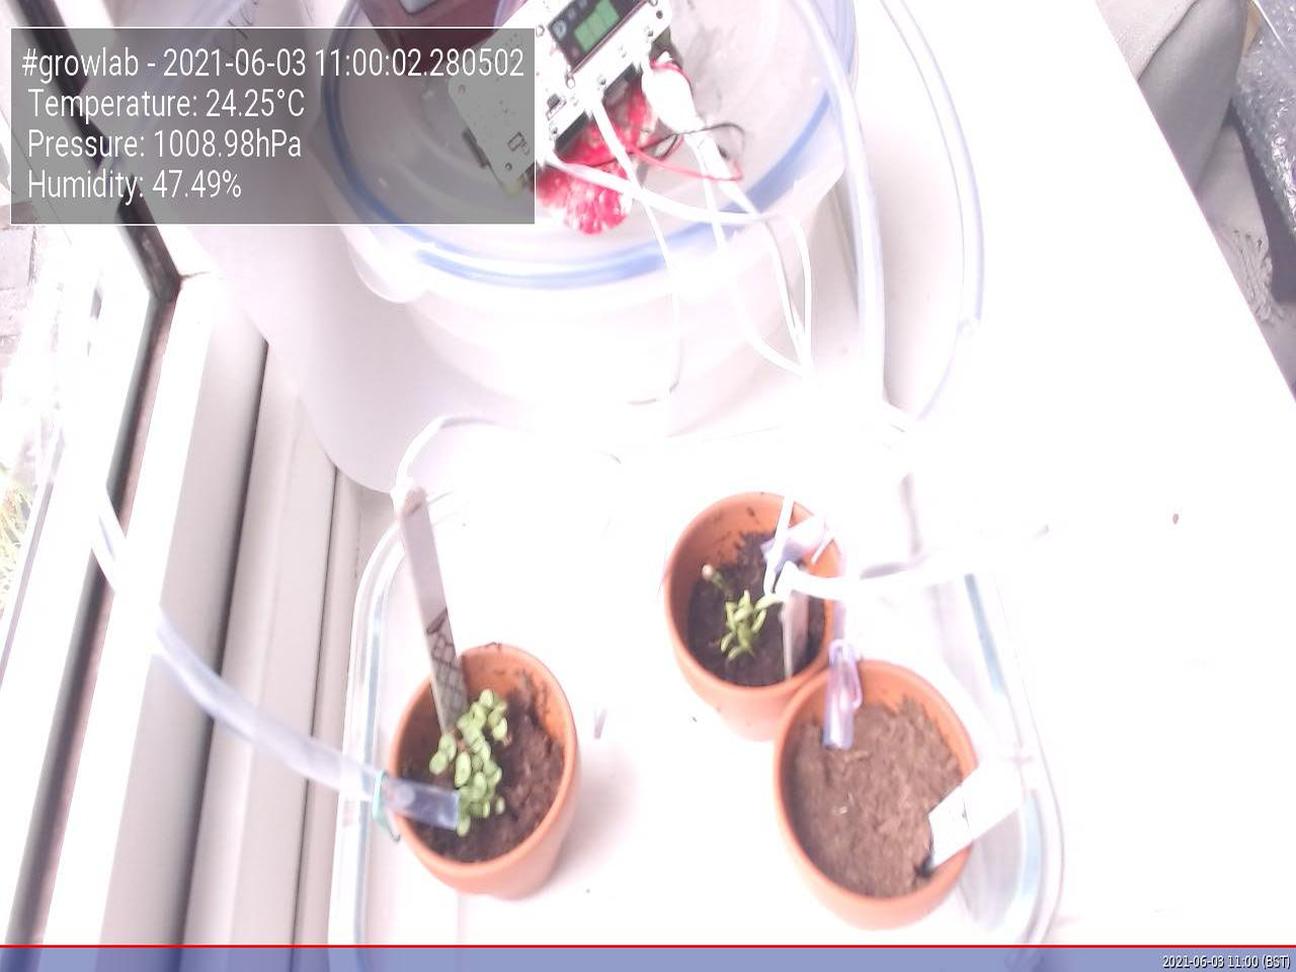 #growlab - 2021-06-03 11:00:02.280502
Temperature: 24.25°C
Pressure: 1008.98hPa
Humidity: 47.49%
2021-06-03 11:00 (BST)